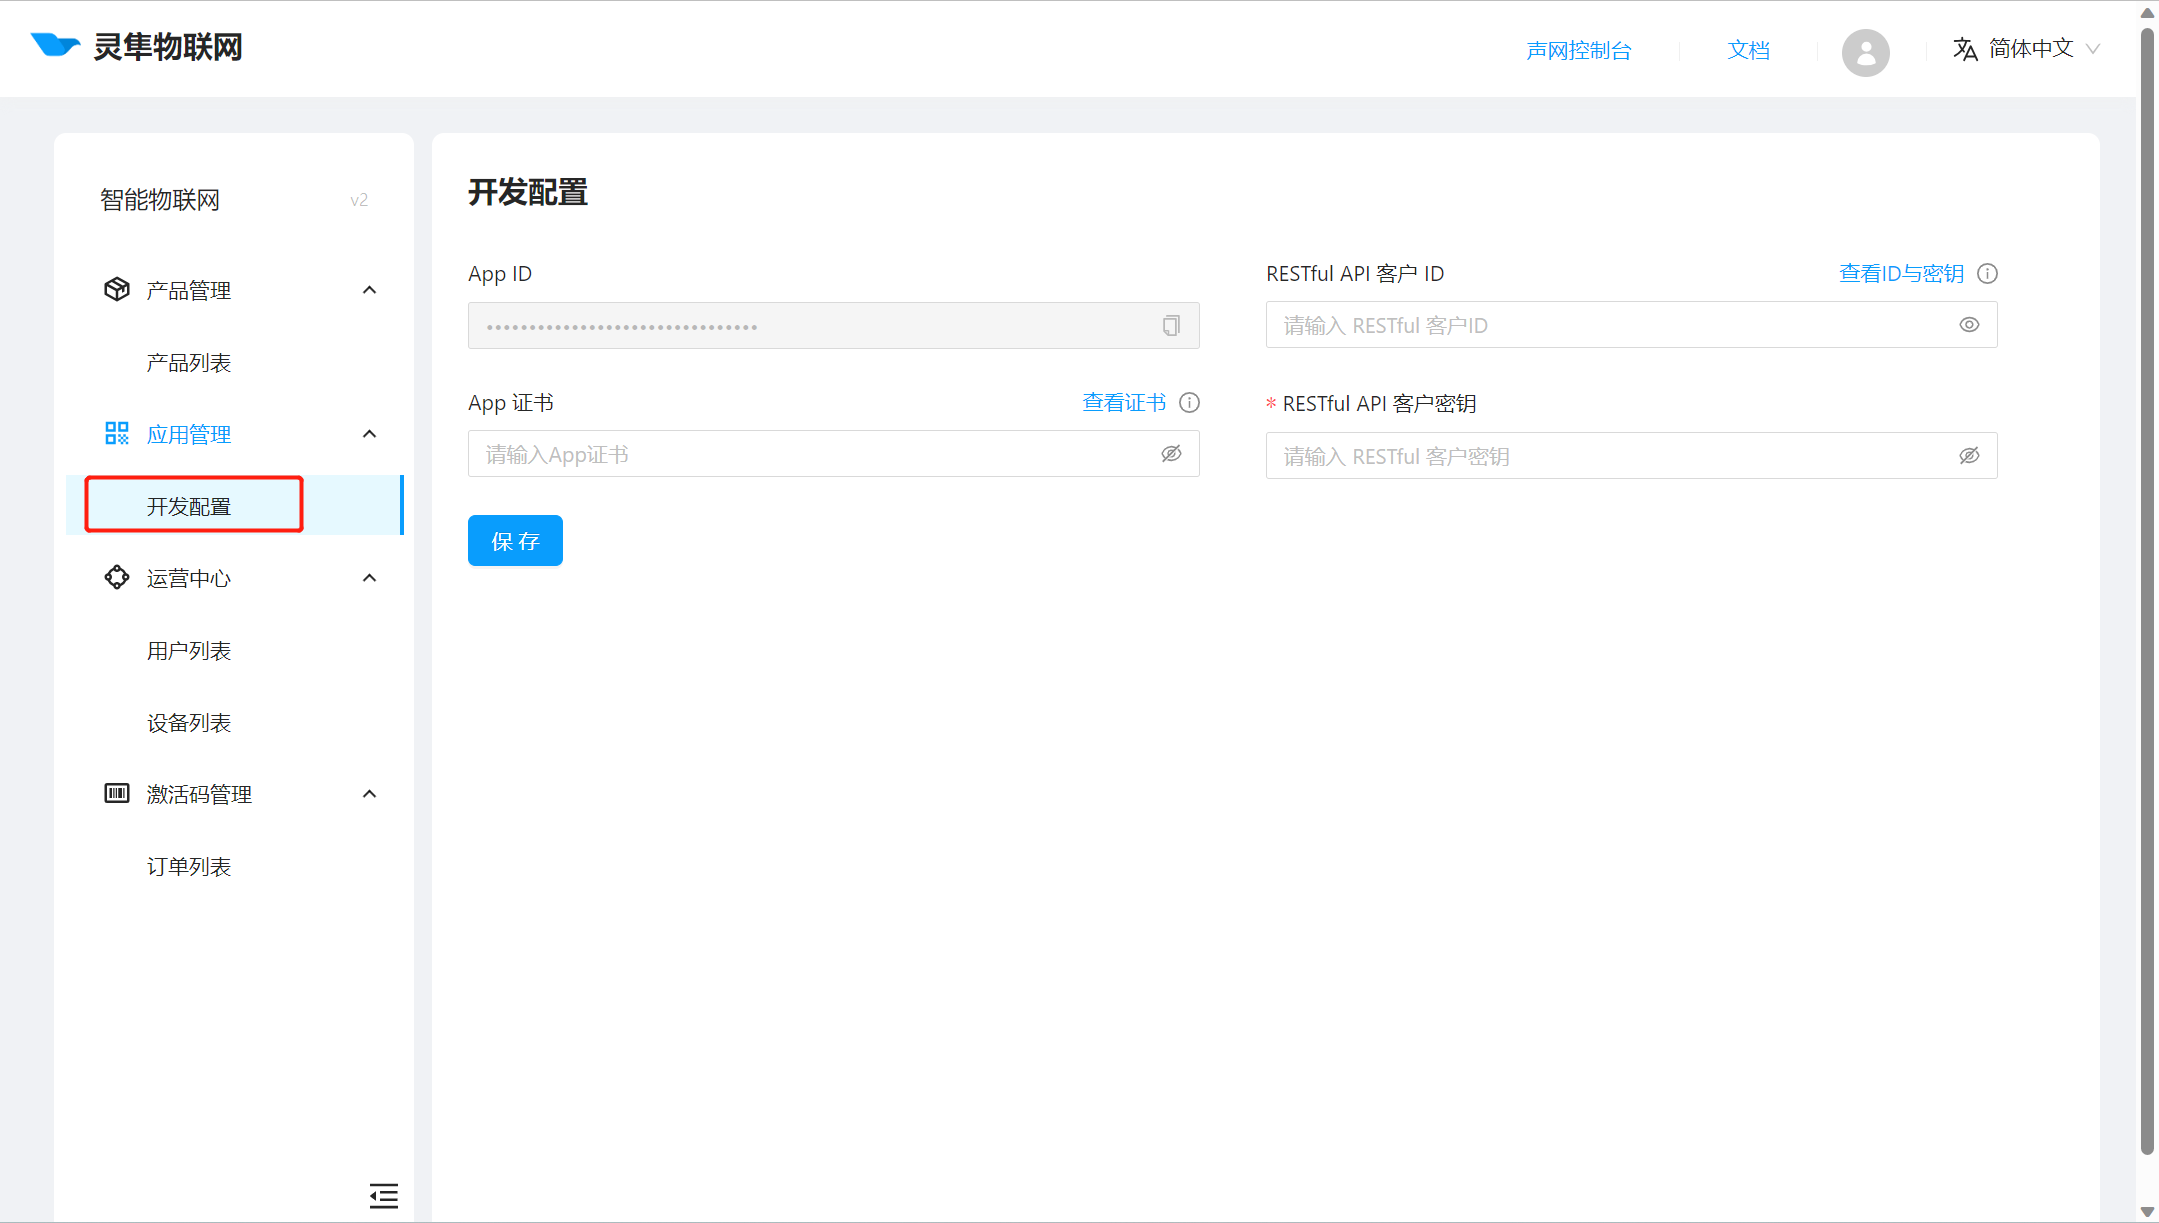 灵隼物联网
声网控制台
文档
简体中文
智能物联网
v2
产品管理
产品列表
应用管理
开发配置
运营中心
用户列表
设备列表
激活码管理
订单列表
开发配置
App ID
••••••••••••••••••••••••••••••••
RESTful API 客户 ID
查看ID与密钥
请输入 RESTful 客户ID
App 证书
查看证书
请输入App证书
* RESTful API 客户密钥
请输入 RESTful 客户密钥
保 存